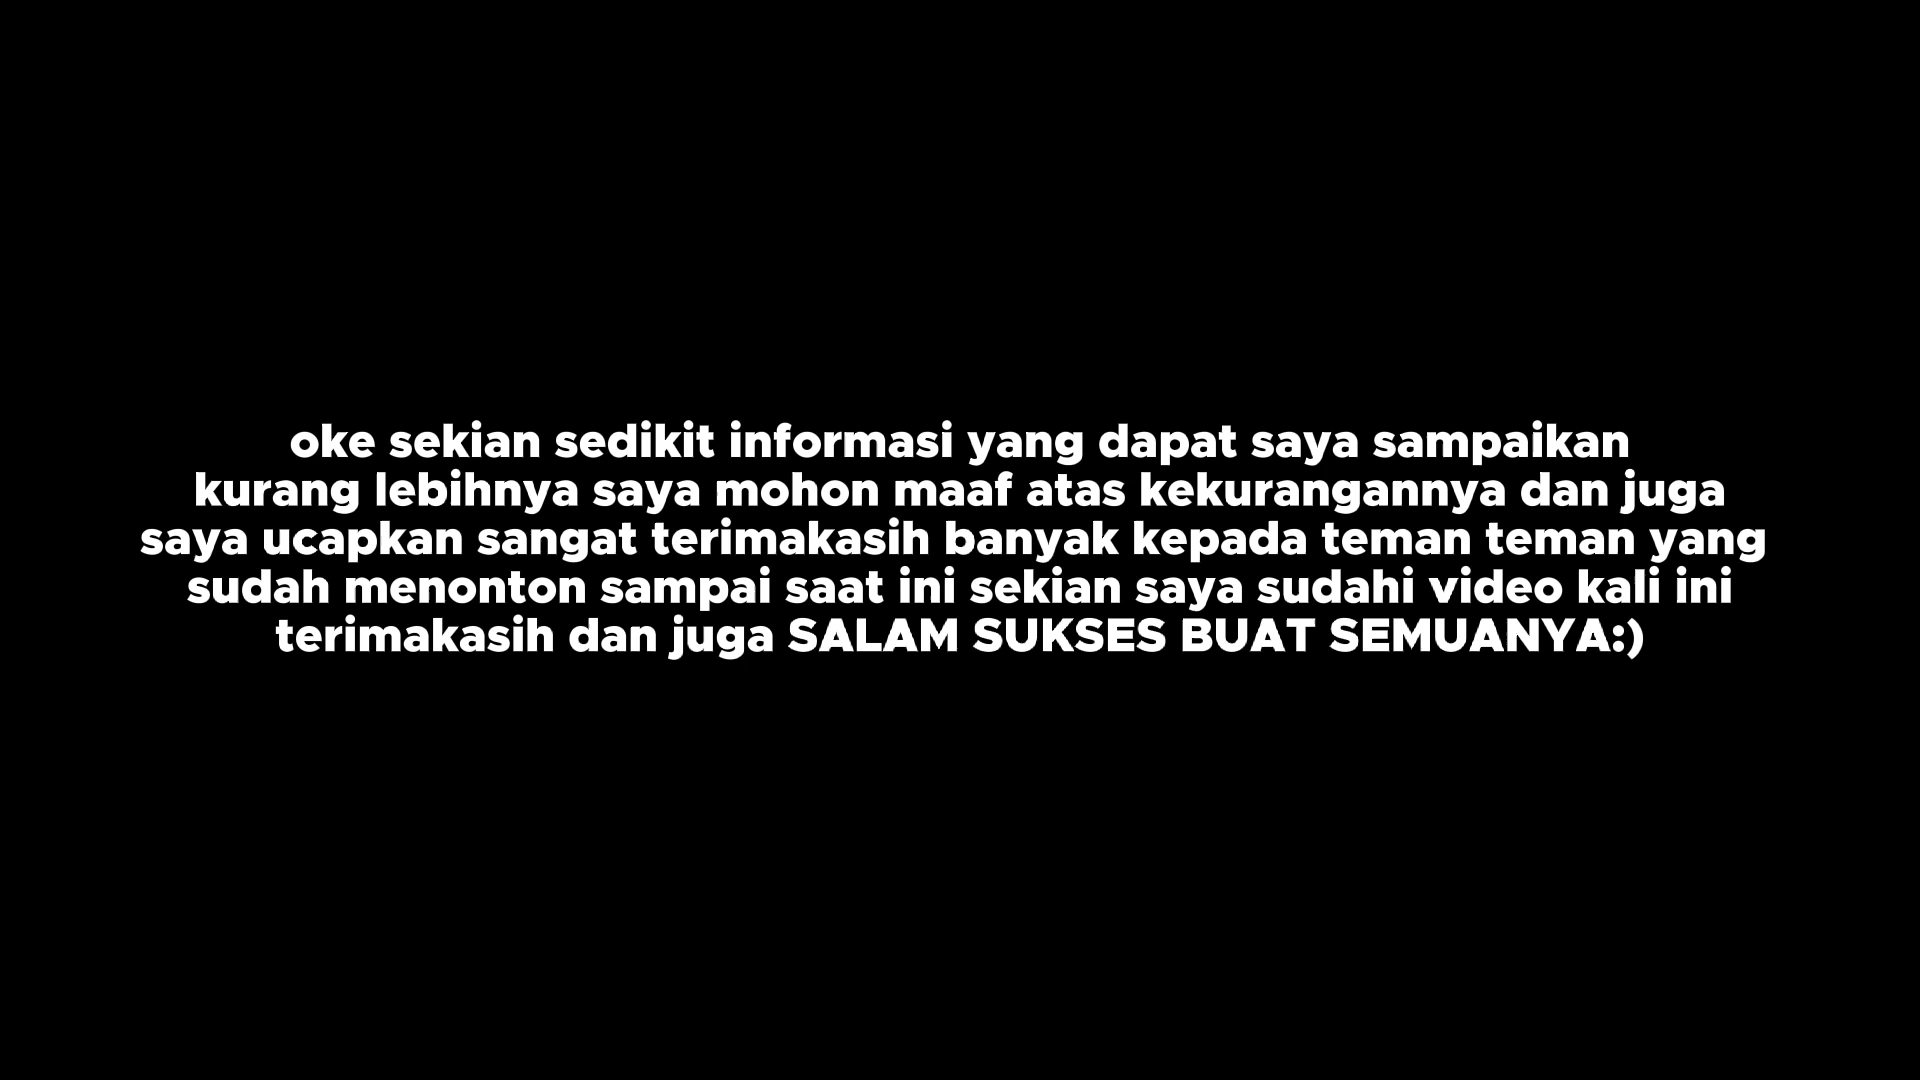 oke sekian sedikit informasi yang dapat saya sampaikan
kurang lebihnya saya mohon maaf atas kekurangannya dan juga
saya ucapkan sangat terimakasih banyak kepada teman teman yang
sudah menonton sampai saat ini sekian saya sudahi video kali ini
terimakasih dan juga SALAM SUKSES BUAT SEMUANYA:)